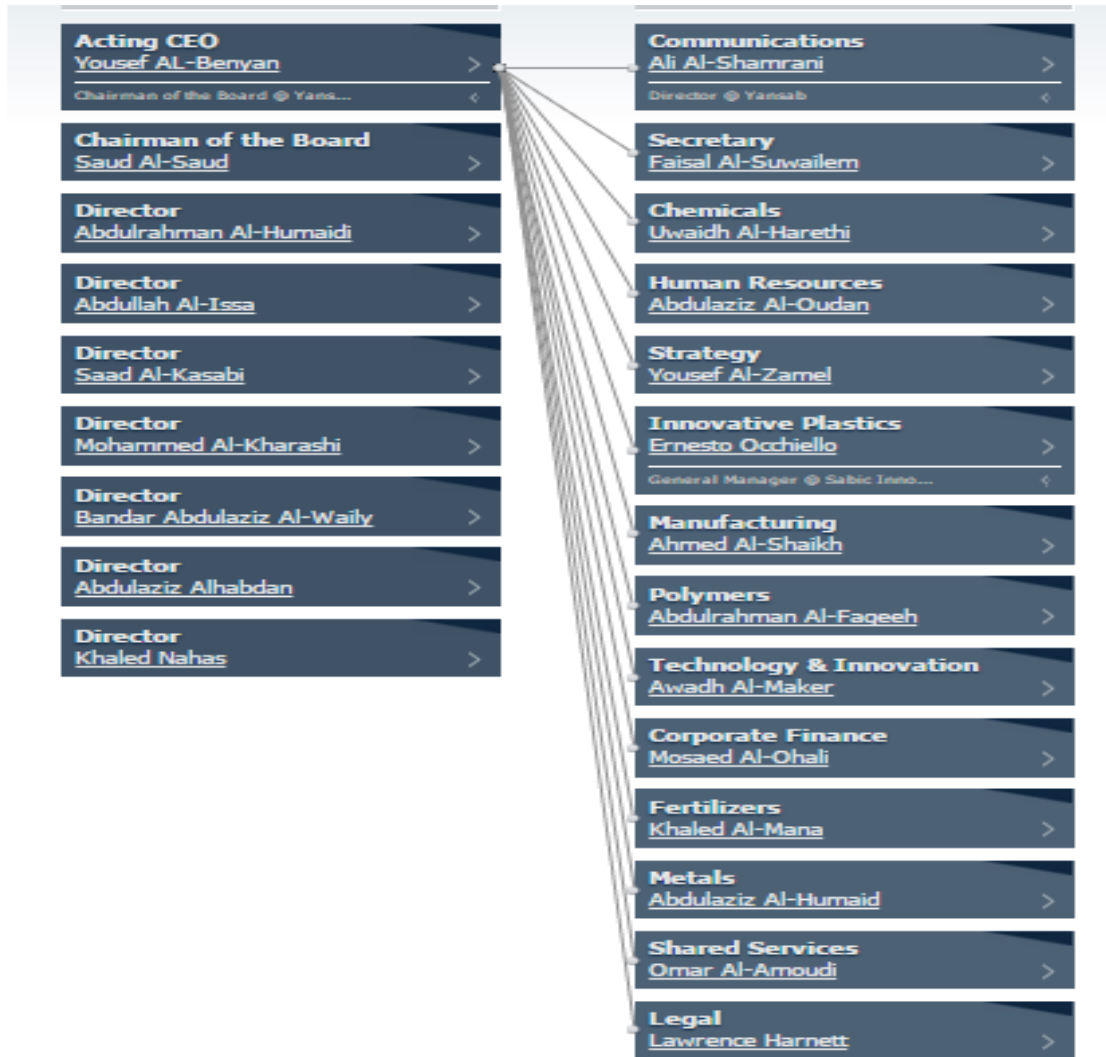 Acting CEO
Yousef AL-Benyan
Chairman of the Board @ Yans...
Chairman of the Board
Saud Al-Saud
Director
Abdulrahman Al-Humaidi
Director
Abdullah Al-Issa
Director
Saad Al-Kasabi
Director
Mohammed Al-Kharashi
Director
Bandar Abdulaziz Al-Waily
Director
Abdulaziz Alhabdan
Director
Khaled Nahas
Communications
Ali Al-Shamrani
Director @ Yansab
Secretary
Faisal Al-Suwailem
Chemicals
Uwaidh Al-Harethi
Human Resources
Abdulaziz Al-Oudan
Strategy
Yousef Al-Zamel
Innovative Plastics
Ernesto Occhiello
General Manager @ Sabic Inno...
Manufacturing
Ahmed Al-Shaikh
Polymers
Abdulrahman Al-Fageeh
Technology & Innovation
Awadh Al-Maker
Corporate Finance
Mosaed Al-Ohali
Fertilizers
Khaled Al-Mana
Metals
Abdulaziz Al-Humaid
Shared Services
Omar Al-Amoudi
Legal
Lawrence Harnett